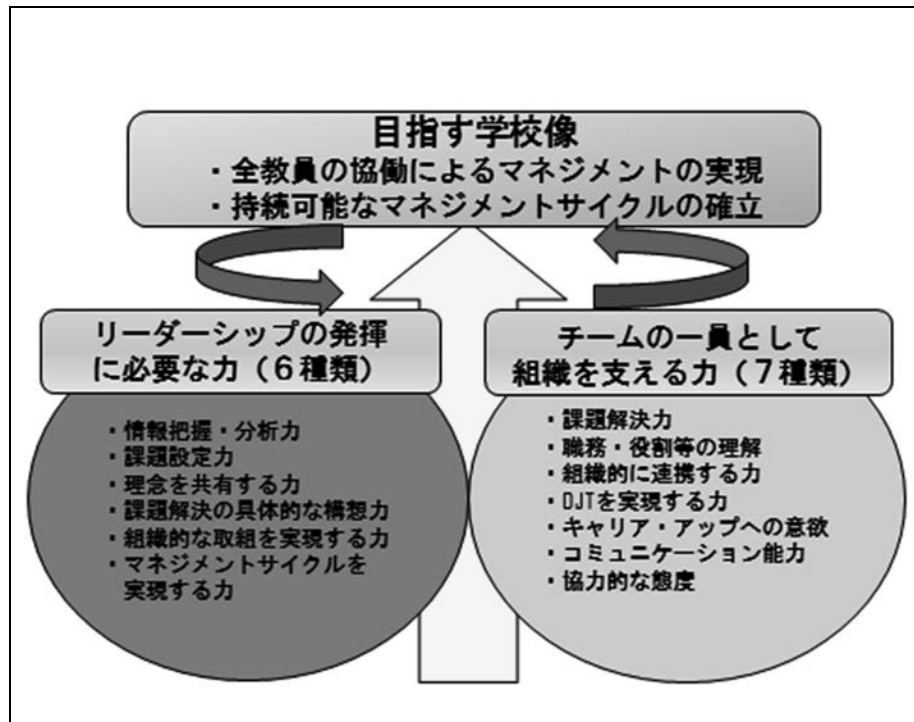 目指す学校像
・全教員の協働によるマネジメントの実現
・持続可能なマネジメントサイクルの確立
リーダーシップの発揮
に必要な力（６種類）
・情報把握・分析力
・課題設定力
・理念を共有する力
・課題解決の具体的な構想力
・組織的な取組を実現する力
・マネジメントサイクルを
実現する力
チームの一員として
組織を支える力（７種類）
・課題解決力
・職務・役割等の理解
・組織的に連携する力
・OJTを実現する力
・キャリア・アップへの意欲
・コミュニケーション能力
・協力的な態度